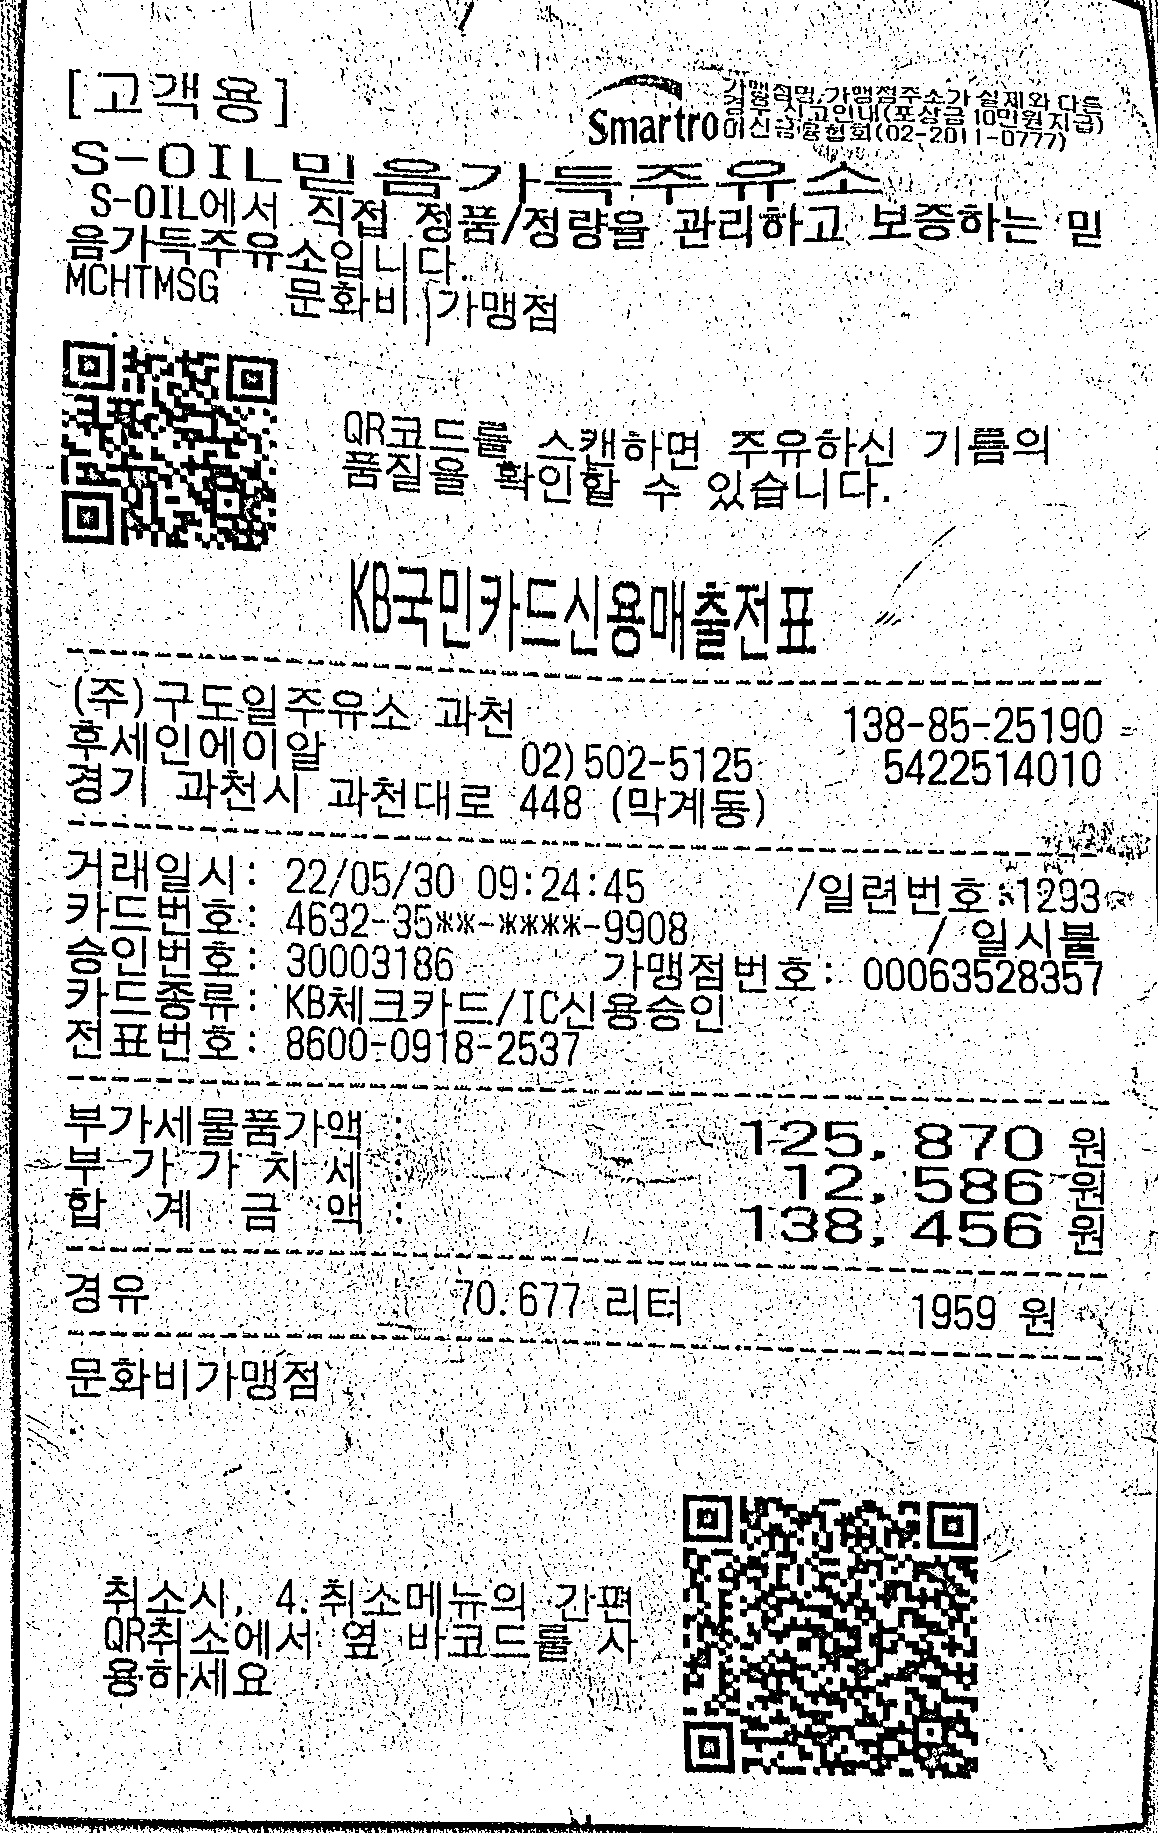 [고객용]
Smartro
가맹점명,가맹점주소가 실제와 다른
경우 신고안내(포상금10만원지급)
여신금융협회(02-2011-0777)
S-OIL믿음가득주유소
S-OIL에서 직접 정품/정량을 관리하고 보증하는 믿
음가득주유소입니다.
MCHTMSG 문화비 가맹점
QR코드를 스캔하면 주유하신 기름의
품질을 확인할 수 있습니다.
KB국민카드신용매출전표
(주)구도일주유소 과천 138-85-25190
후세인에이알 02)502-5125 5422514010
경기 과천시 과천대로 448 (막계동)
거래일시: 22/05/30 09:24:45 /일련번호:1293
카드번호: 4632-35**-****-9908 / 일시불
승인번호: 30003186 가맹점번호: 00063528357
카드종류: KB체크카드/IC신용승인
전표번호: 8600-0918-2537
부가세물품가액 : 125,870 원
부 가 가 치 세 : 12,586 원
합 계 금 액 : 138,456 원
경유 70.677 리터 1959 원
문화비가맹점
취소시, 4.취소메뉴의 간편
QR취소에서 옆 바코드를 사
용하세요